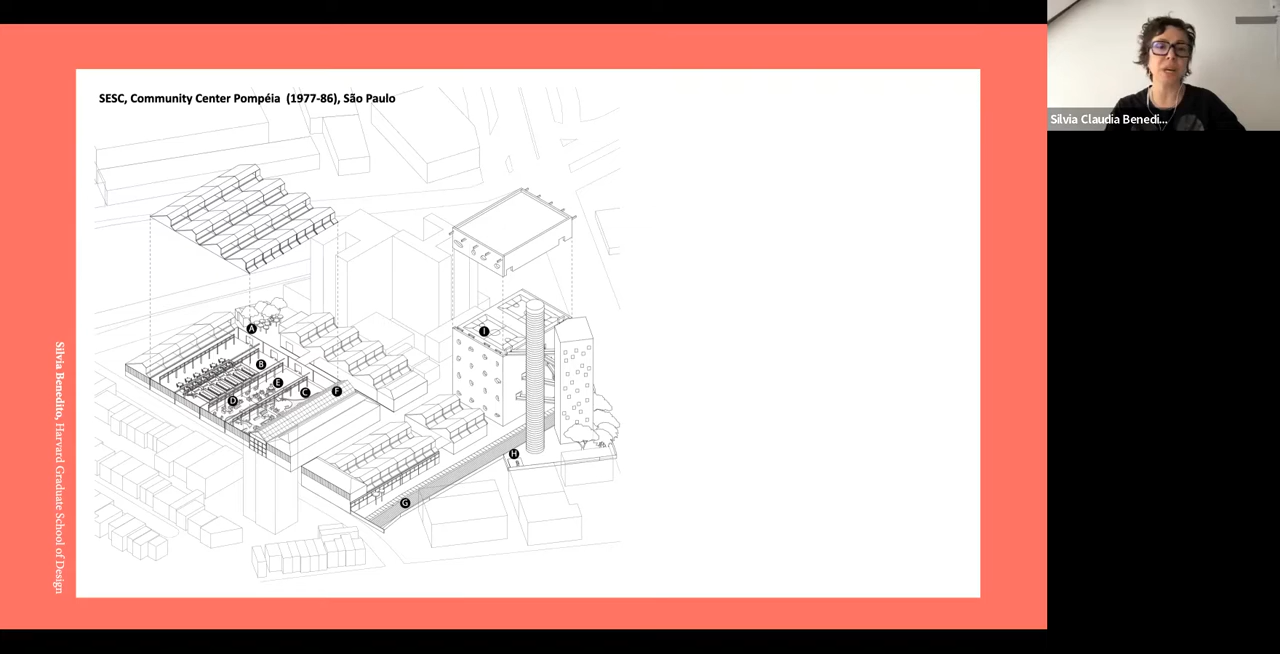 SESC, Community Center Pompéia (1977-86), São Paulo
A
I
B
E
C
F
D
H
G
Silvia Benedito, Harvard Graduate School of Design
Silvia Claudia Benedi...